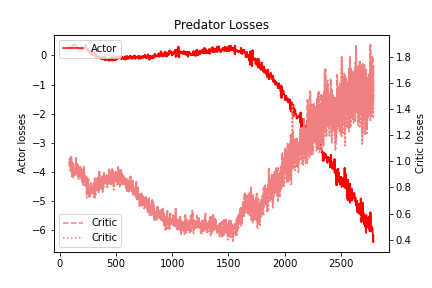 Predator Losses
Actor
Critic
Critic
Actor losses
Critic losses
0
−1
−2
−3
−4
−5
−6
1.8
1.6
1.4
1.2
1.0
0.8
0.6
0.4
0 500 1000 1500 2000 2500